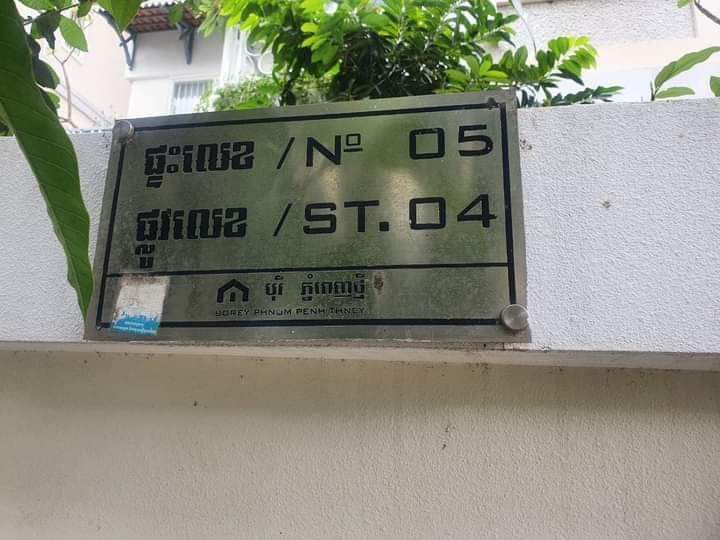 ផ្ទះលេខ / Nº 05
ផ្លូវលេខ / ST. 04
បុរី ភ្នំពេញថ្មី
BOREY PHNUM PENH THMEY